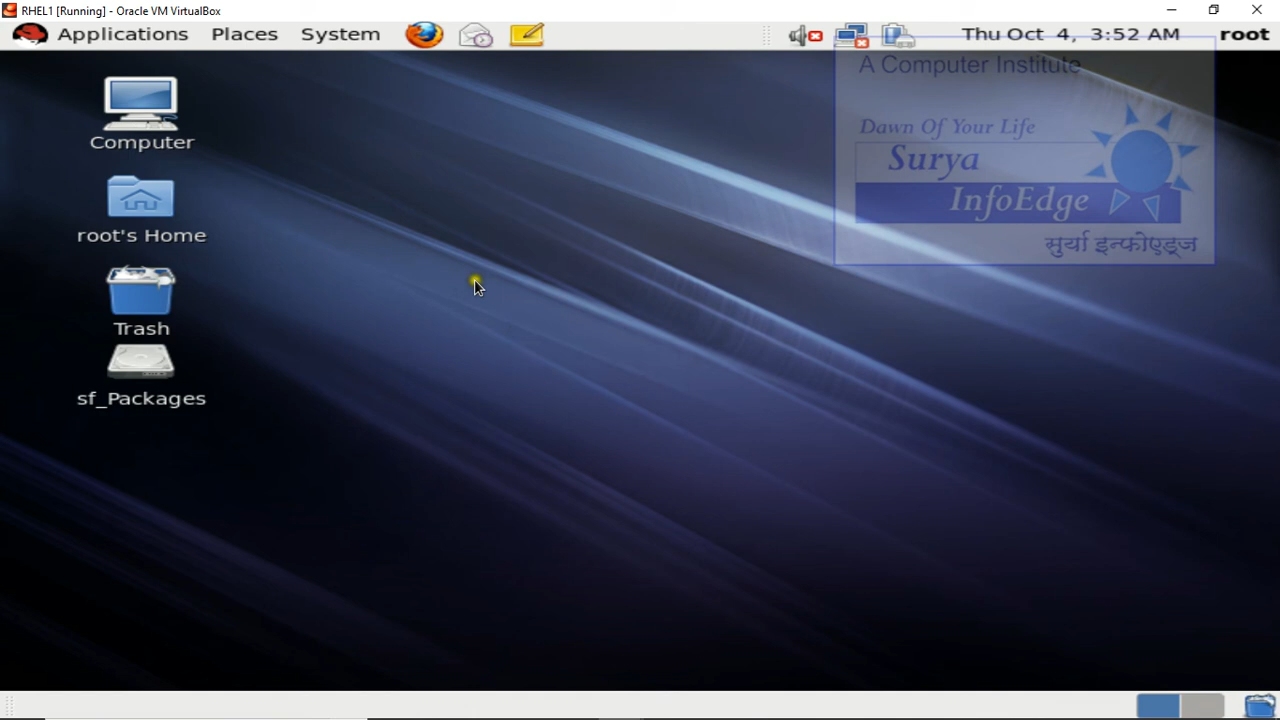 RHEL1 [Running] - Oracle VM VirtualBox
Applications Places System Thu Oct 4, 3:52 AM root
A Computer Institute
Dawn Of Your Life
Surya
InfoEdge
सुर्या इन्फोएड्ज
Computer
root's Home
Trash
sf_Packages